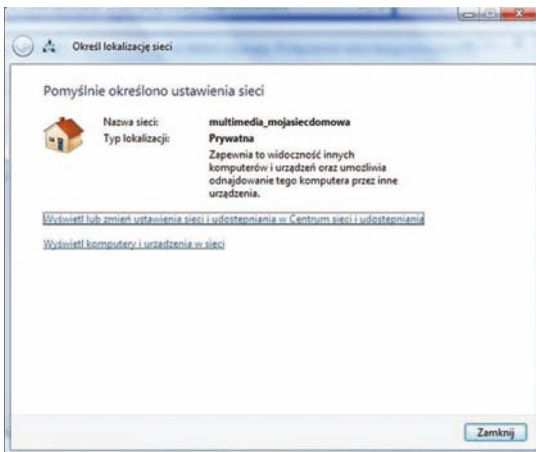 Określ lokalizację sieci
Pomyślnie określono ustawienia sieci
Nazwa sieci: multimedia_mojasiecdomowa
Typ lokalizacji: Prywatna
Zapewnia to widoczność innych
komputerów i urządzeń oraz umożliwia
odnajdowanie tego komputera przez inne
urządzenia.
Wyświetl lub zmień ustawienia sieci i udostępniania w Centrum sieci i udostępniania
Wyświetl komputery i urządzenia w sieci
Zamknij